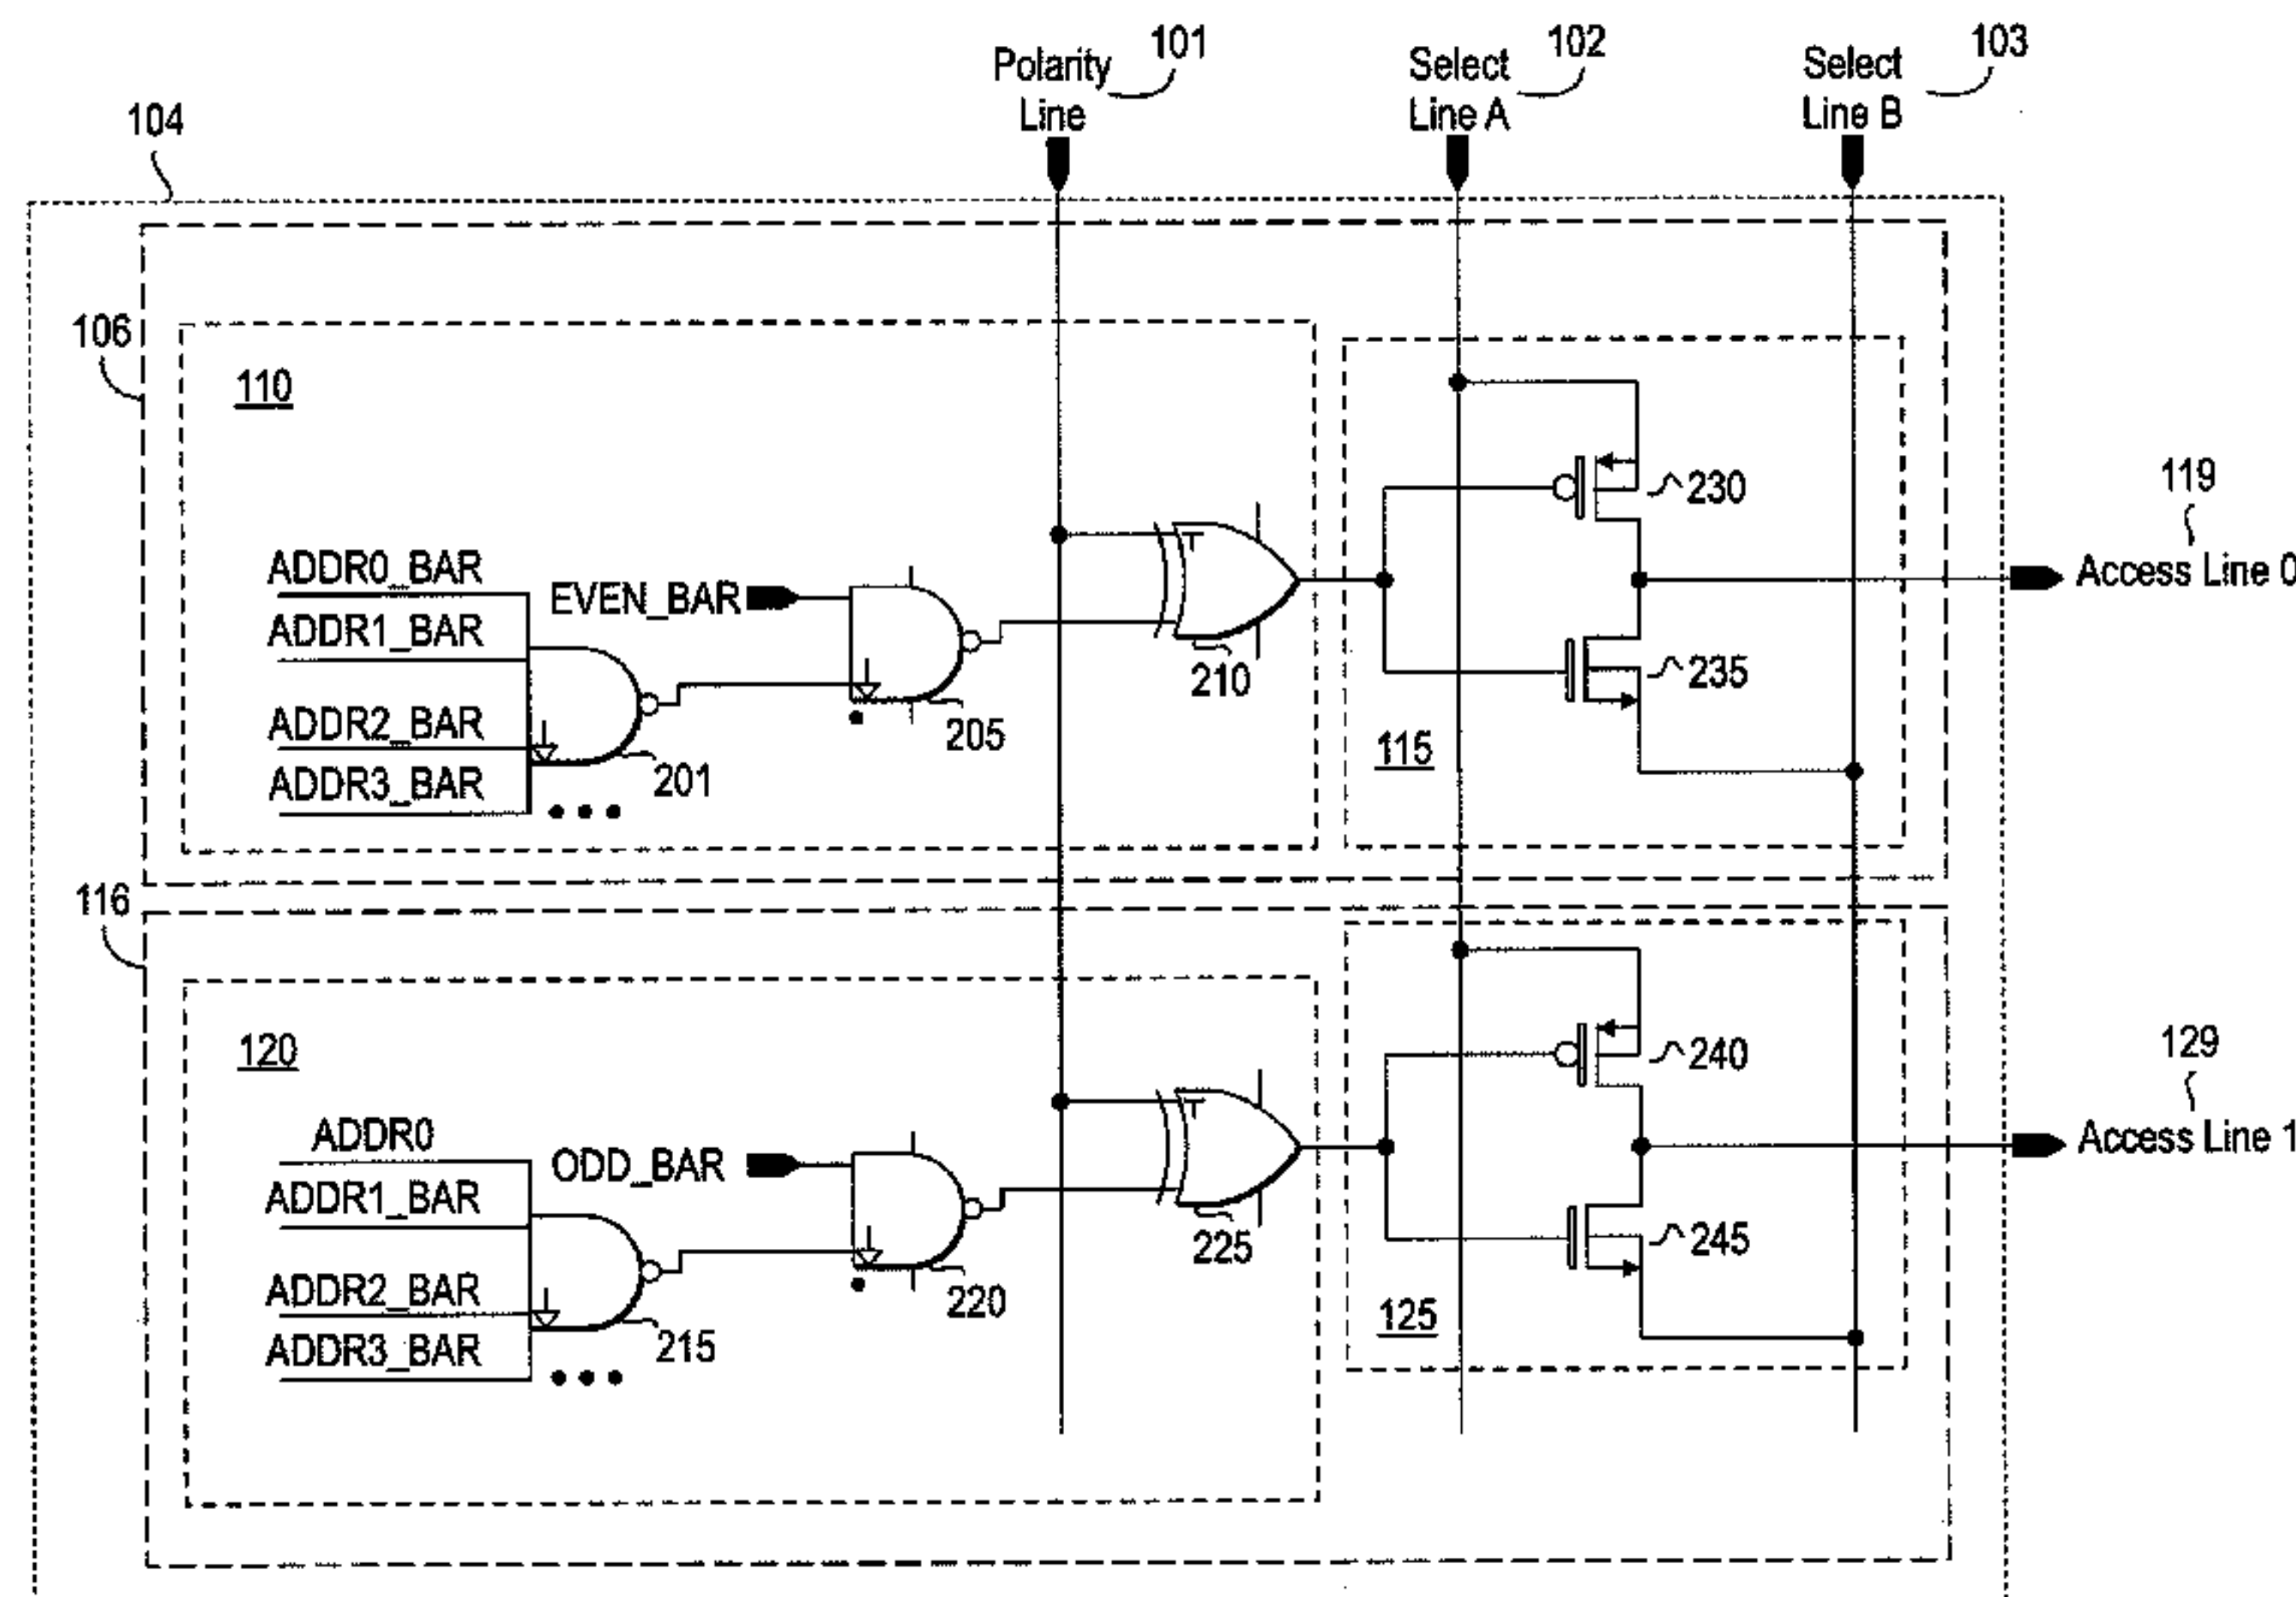 101
102
103
Polarity
Line
Select
Line A
Select
Line B
104
106
110
ADDR0_BAR
ADDR1_BAR
ADDR2_BAR
ADDR3_BAR
201
EVEN_BAR
205
210
230
235
115
119
Access Line 0
116
120
ADDR0
ADDR1_BAR
ADDR2_BAR
ADDR3_BAR
215
ODD_BAR
220
225
240
245
125
129
Access Line 1